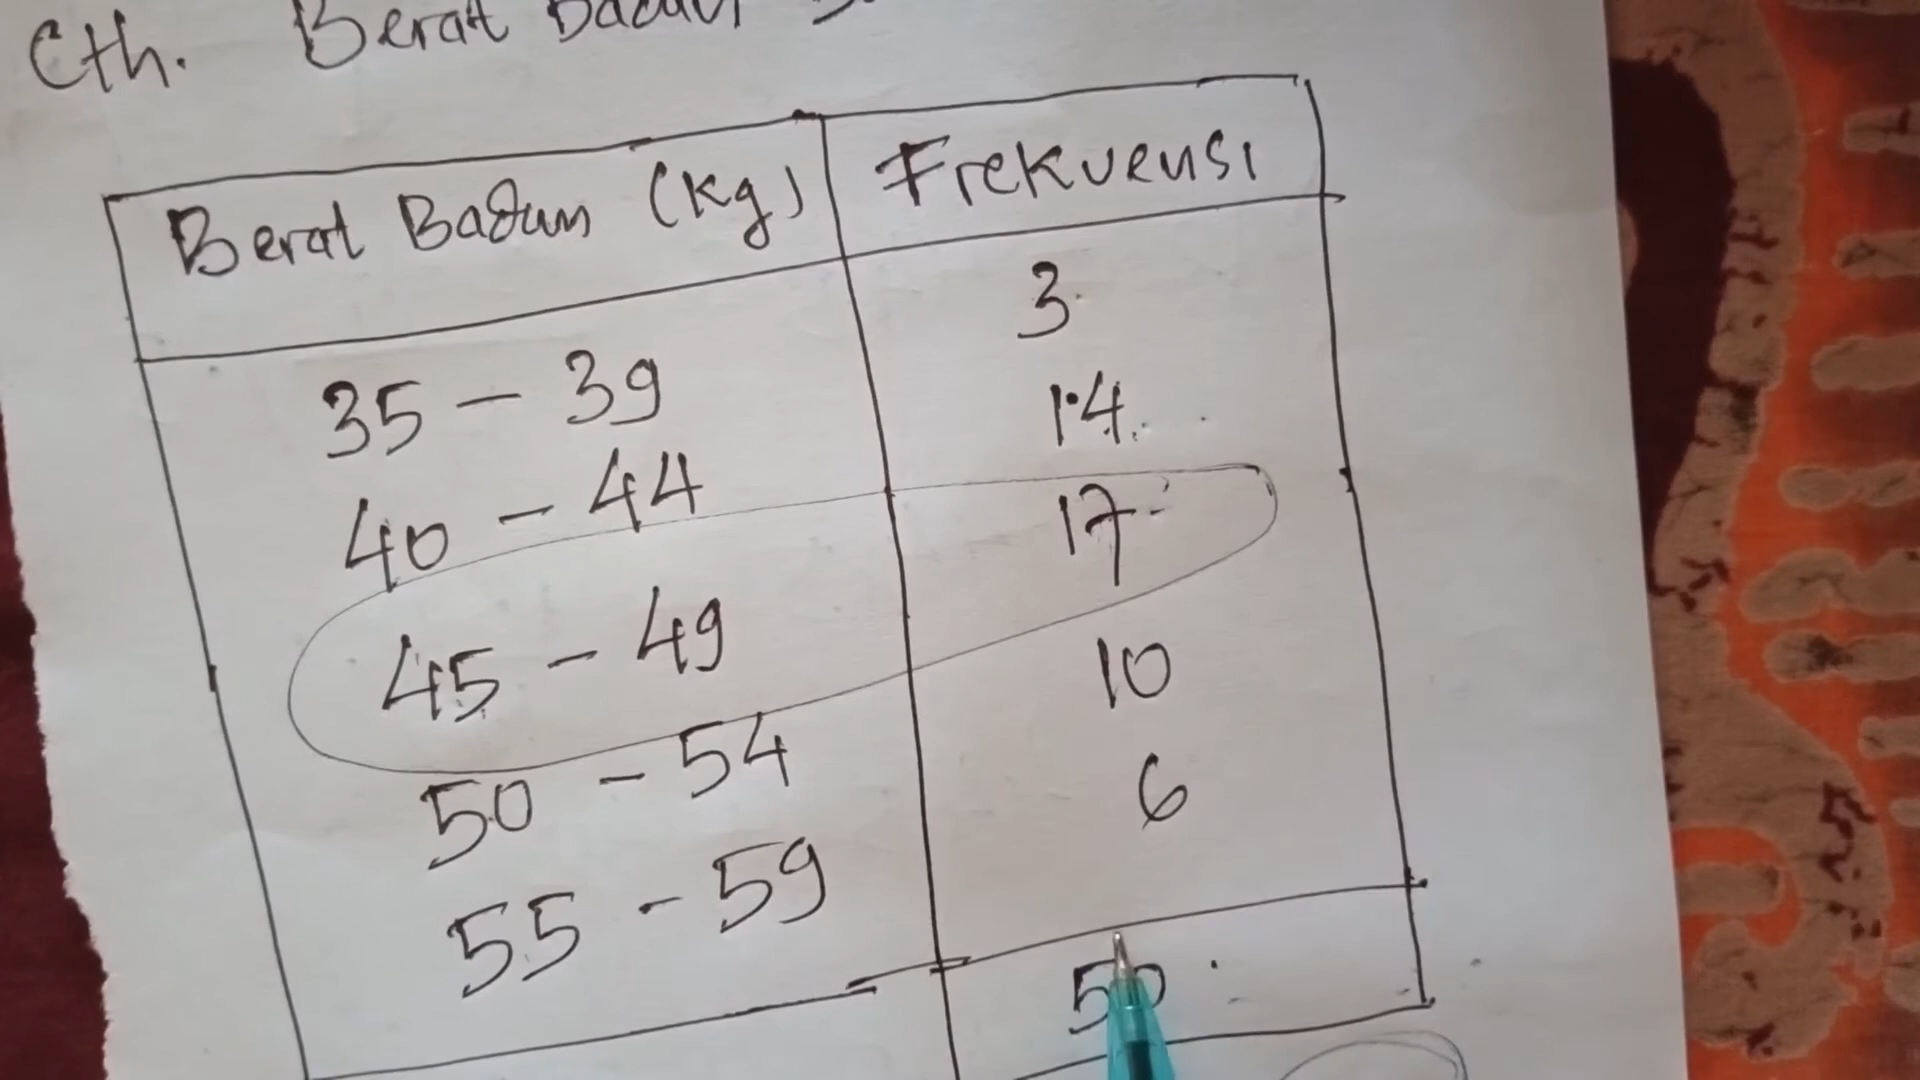 Cth. Berat Badan
Berat Badan (Kg) Frekuensi
35 - 39 3
40 - 44 14
45 - 49 17
50 - 54 10
55 - 59 6
50